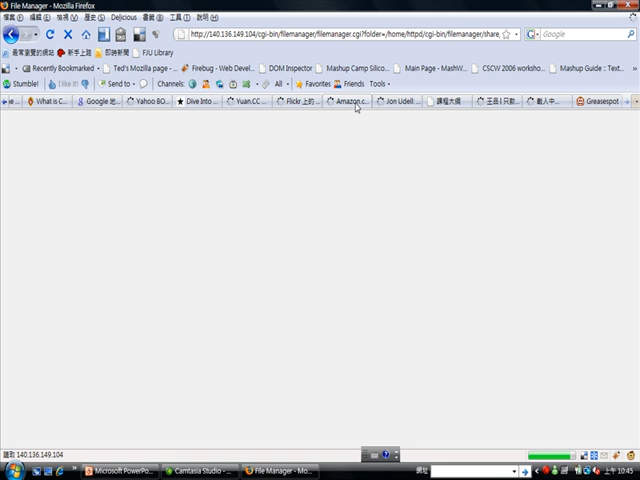 File Manager - Mozilla Firefox
檔案(F) 編輯(E) 檢視(V) 歷史(S) Delicious 書籤(B) 工具(T) 說明(H)
http://140.136.149.104/cgi-bin/filemanager/filemanager.cgi?folder=/home/httpd/cgi-bin/filemanager/share_ Google
最常瀏覽的網站 新手上路 即時新聞 FJU Library
Recently Bookmarked Ted's Mozilla page - ... Firebug - Web Devel... DOM Inspector Mashup Camp Silico... Main Page - MashW... CSCW 2006 worksho... Mashup Guide :: Text...
Stumble! I like it! Send to Channels: All Favorites Friends Tools
What is C... Google 地... Yahoo BO... Dive Into ... Yuan.CC ... Flickr 上的 ... Amazon.c... Jon Udell: ... 課程大綱 載入中... Greasespot
讀取 140.136.149.104
Microsoft PowerPo... Camtasia Studio - ... File Manager - Mo... 網址 上午 10:45